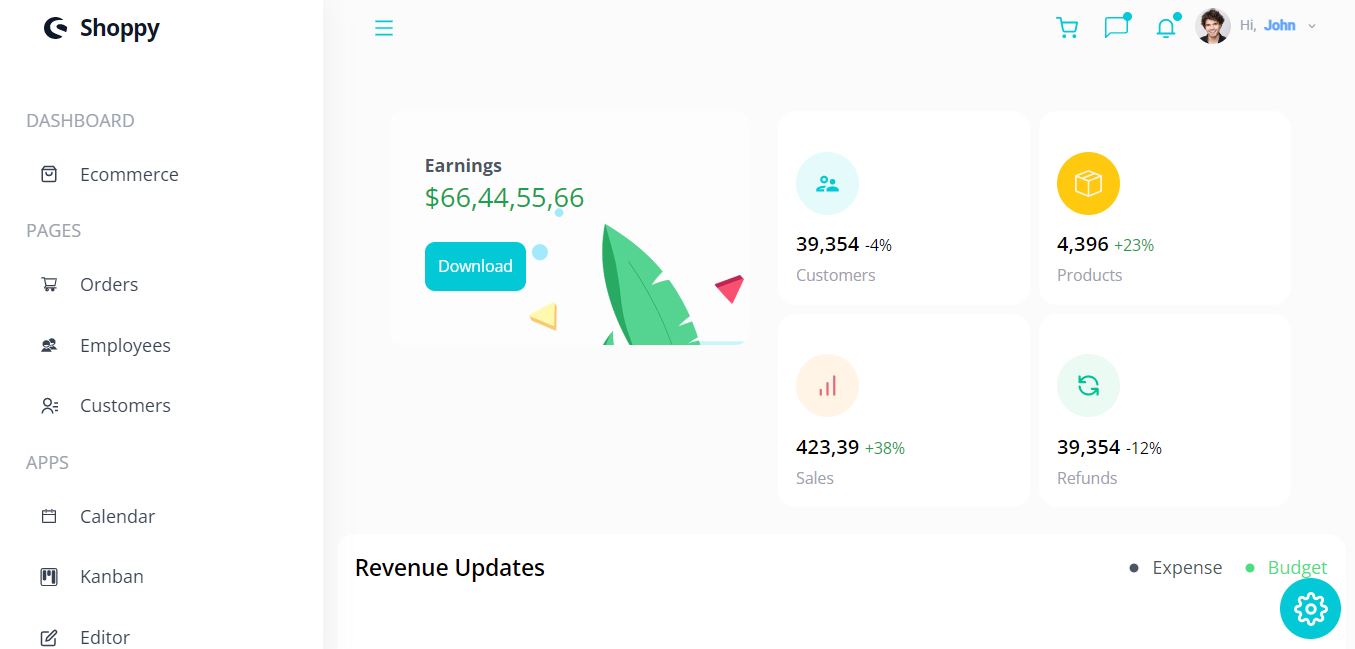 Shoppy
Hi, John
DASHBOARD
Ecommerce
PAGES
Orders
Employees
Customers
APPS
Calendar
Kanban
Editor
Earnings
$66,44,55,66
Download
39,354 -4%
Customers
4,396 +23%
Products
423,39 +38%
Sales
39,354 -12%
Refunds
Revenue Updates
Expense
Budget